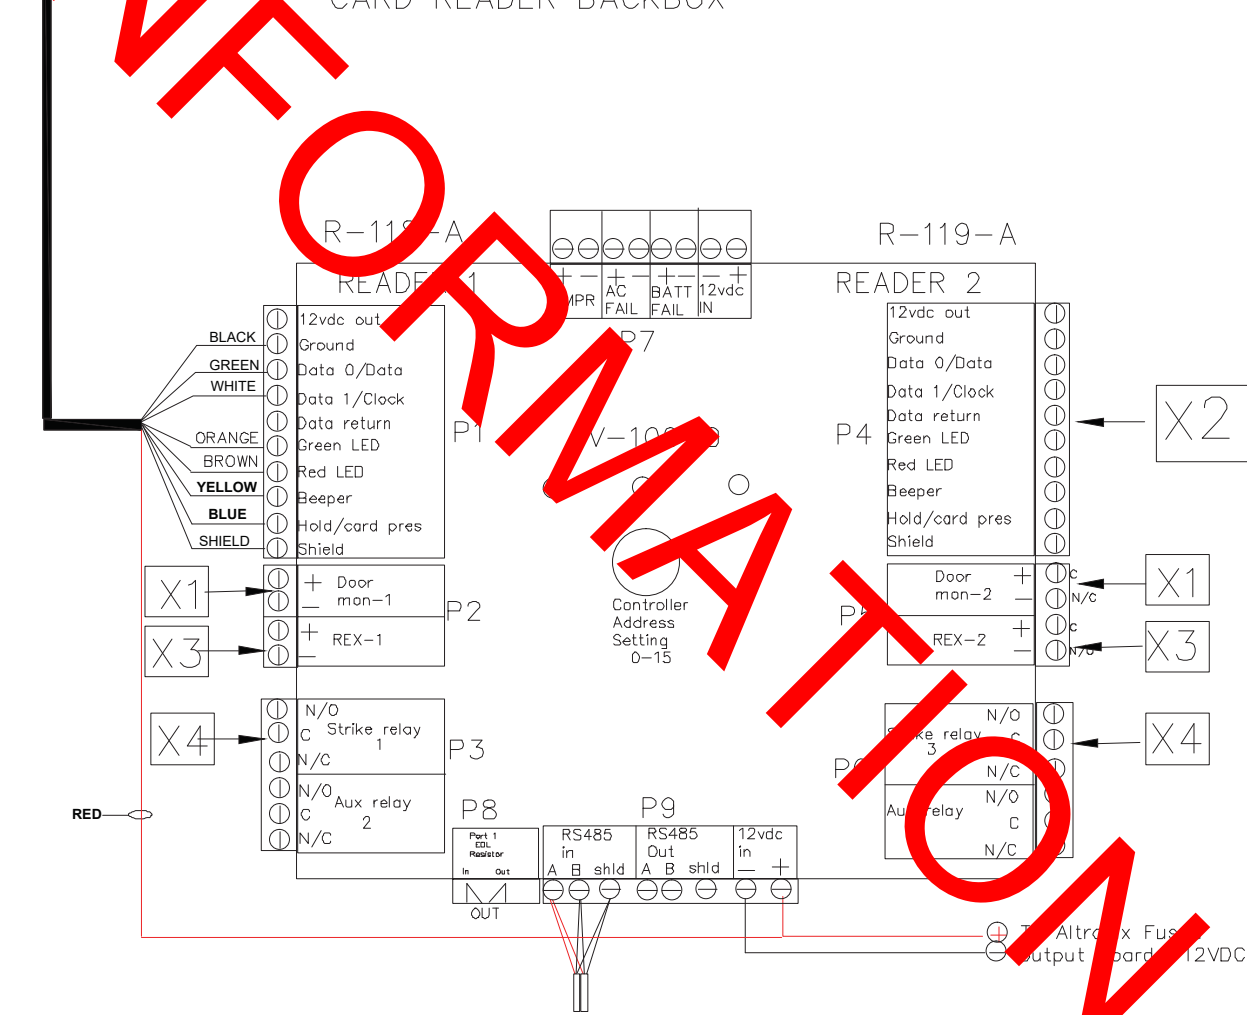 CARD READER BACKBOX
INFORMATION
R-119-A
READER 2
+ - + - + - - +
AC FAIL
BATT FAIL
12vdc IN
P7
12vdc out
Ground
Data 0/Data
Data 1/Clock
Data return
Green LED
Red LED
Beeper
Hold/card pres
Shield
BLACK
GREEN
WHITE
ORANGE
BROWN
YELLOW
BLUE
SHIELD
P1
P4
12vdc out
Ground
Data 0/Data
Data 1/Clock
Data return
Green LED
Red LED
Beeper
Hold/card pres
Shield
X2
Controller
Address
Setting
0-15
X1
+ Door
- mon-1
P2
X3
+
REX-1
-
Door +
mon-2 -
C
N/C
X1
+
REX-2
-
C
X3
X4
N/O
C
N/C
Strike relay
1
P3
N/O
C
N/C
Aux relay
2
N/O
relay
3
N/C
X4
N/O
relay
C
N/C
RED
P8
Port 1
EOL
Resistor
In Out
OUT
P9
RS485
in
A B shld
RS485
Out
A B shld
12vdc
in
- +
+
-
12VDC